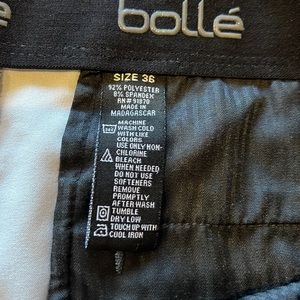 e
bollé
SIZE 36
92% POLYESTER
8% SPANDEX
RN# 91870
MADE IN
MADAGASCAR
MACHINE
WASH COLD
WITH LIKE
COLORS
USE ONLY NON-
CHLORINE
BLEACH
WHEN NEEDED
DO NOT USE
SOFTENERS
REMOVE
PROMPTLY
AFTER WASH
TUMBLE
DRY LOW
TOUCH UP WITH
COOL IRON